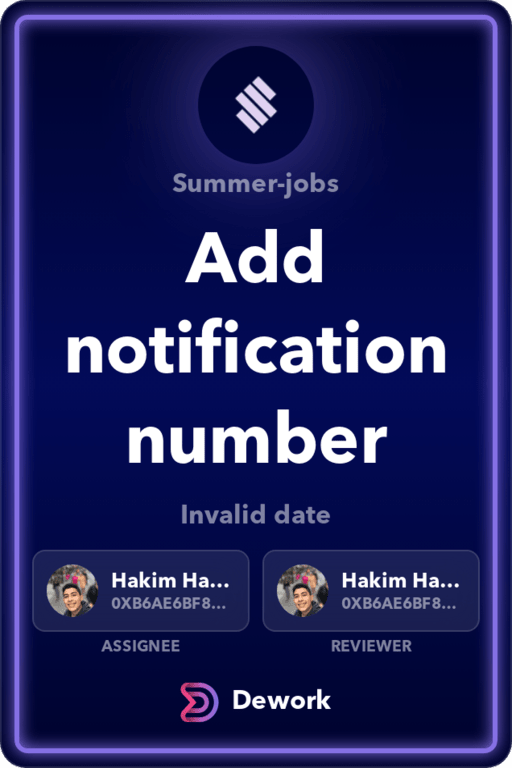 Summer-jobs
Add
notification
number
Invalid date
Hakim Ha...
0XB6AE6BF8...
ASSIGNEE
Hakim Ha...
0XB6AE6BF8...
REVIEWER
Dework